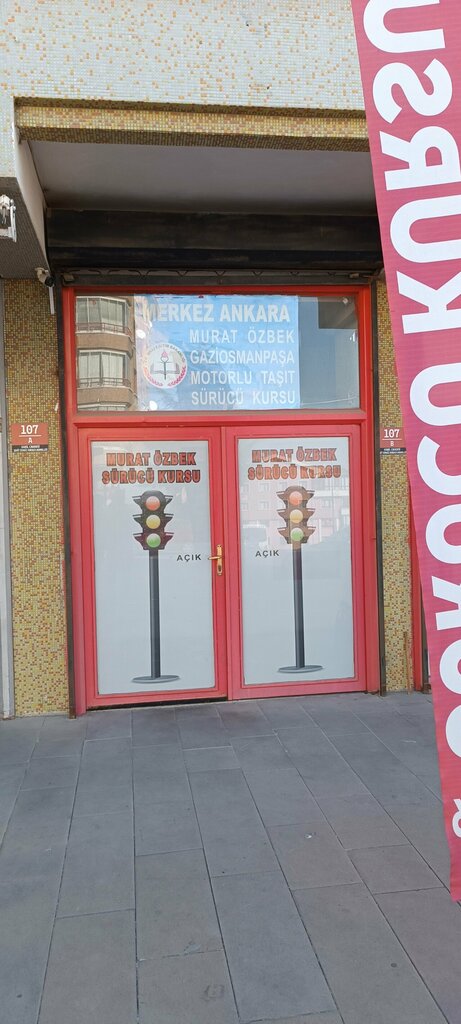 MERKEZ ANKARA
MURAT ÖZBEK
GAZİOSMANPAŞA
MOTORLU TAŞIT
SÜRÜCÜ KURSU
107
A
107
B
MURAT ÖZBEK
SÜRÜCÜ KURSU
AÇIK
MURAT ÖZBEK
SÜRÜCÜ KURSU
AÇIK
& SÜRÜCÜ KURSU